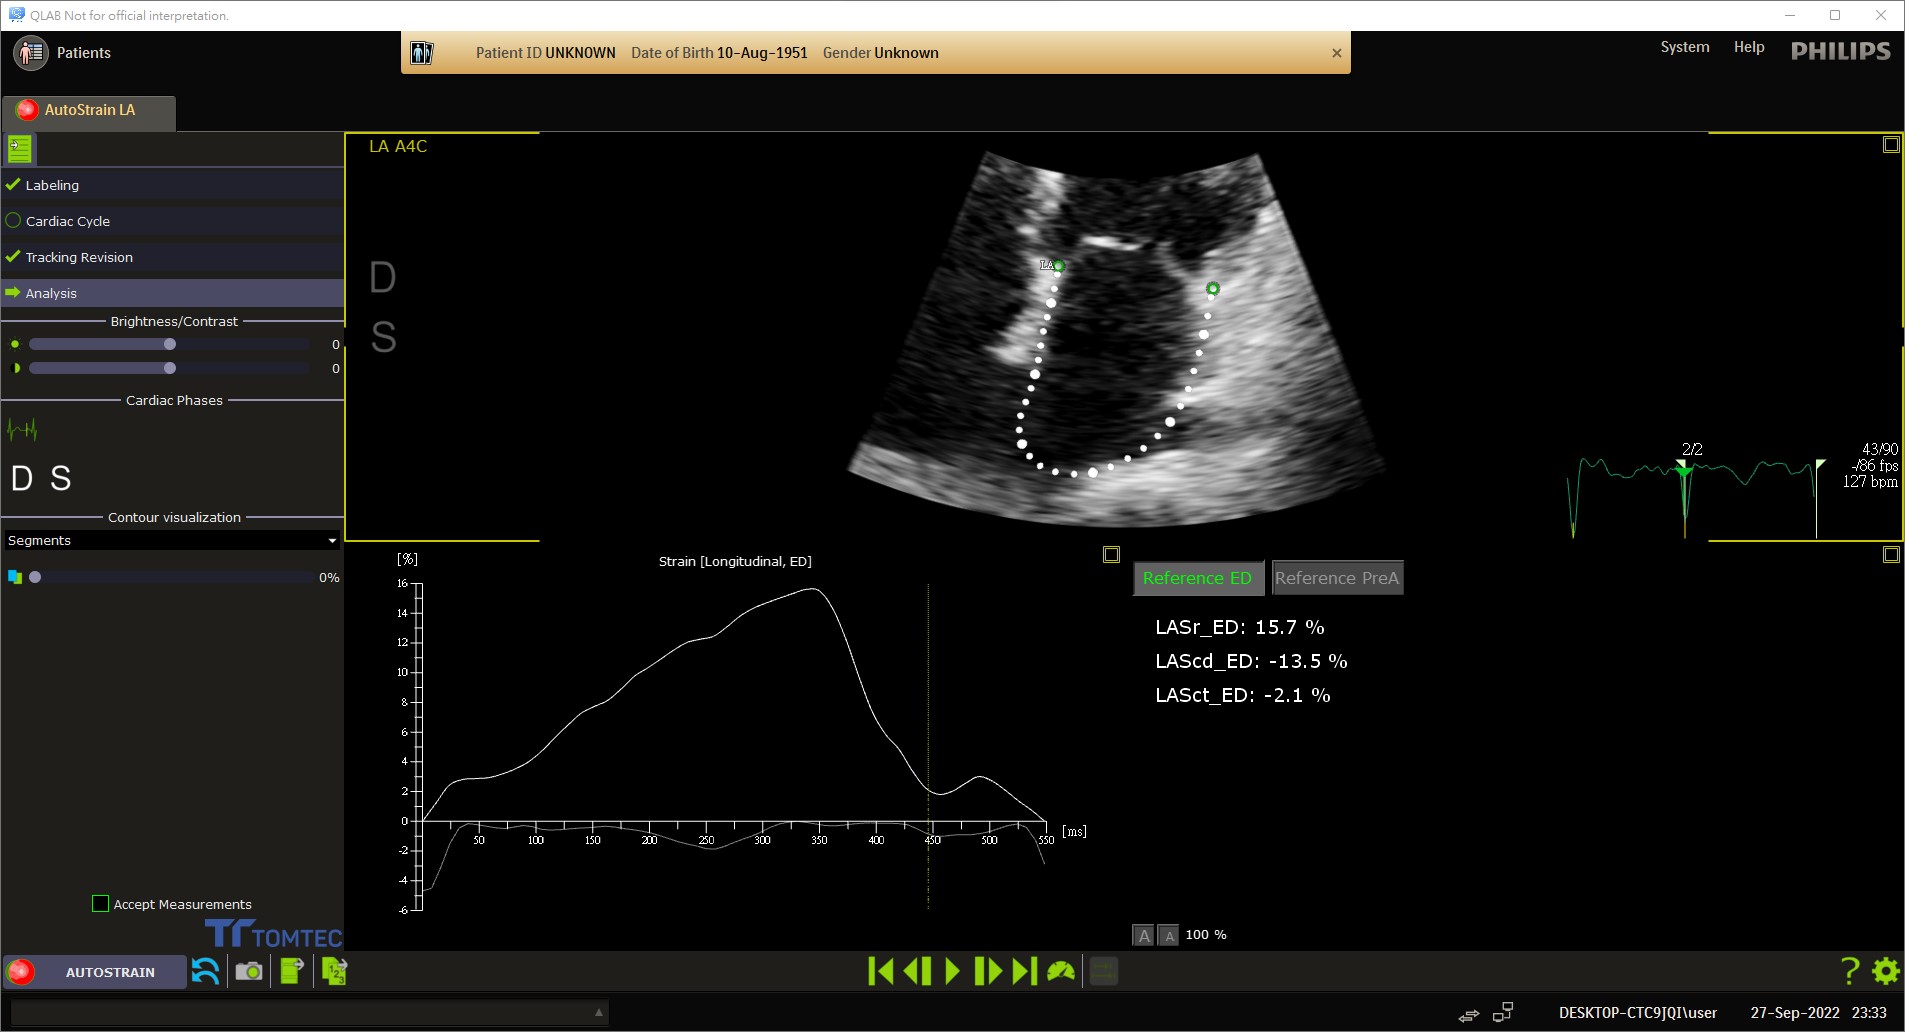 QLAB Not for official interpretation.
Patients
Patient ID UNKNOWN Date of Birth 10-Aug-1951 Gender Unknown
System Help PHILIPS
AutoStrain LA
Labeling
Cardiac Cycle
Tracking Revision
Analysis
Brightness/Contrast
0
0
Cardiac Phases
D S
Contour visualization
Segments
0%
Accept Measurements
TOMTEC
LA A4C
D
S
LA
2/2
43/90
-/86 fps
127 bpm
[%]
Strain [Longitudinal, ED]
16
14
12
10
8
6
4
2
0
-2
-4
-6
50 100 150 200 250 300 350 400 450 500 550 [ms]
Reference ED Reference PreA
LASr_ED: 15.7 %
LAScd_ED: -13.5 %
LASct_ED: -2.1 %
A A 100 %
AUTOSTRAIN
1 2 3
?
DESKTOP-CTC9JQI\user 27-Sep-2022 23:33